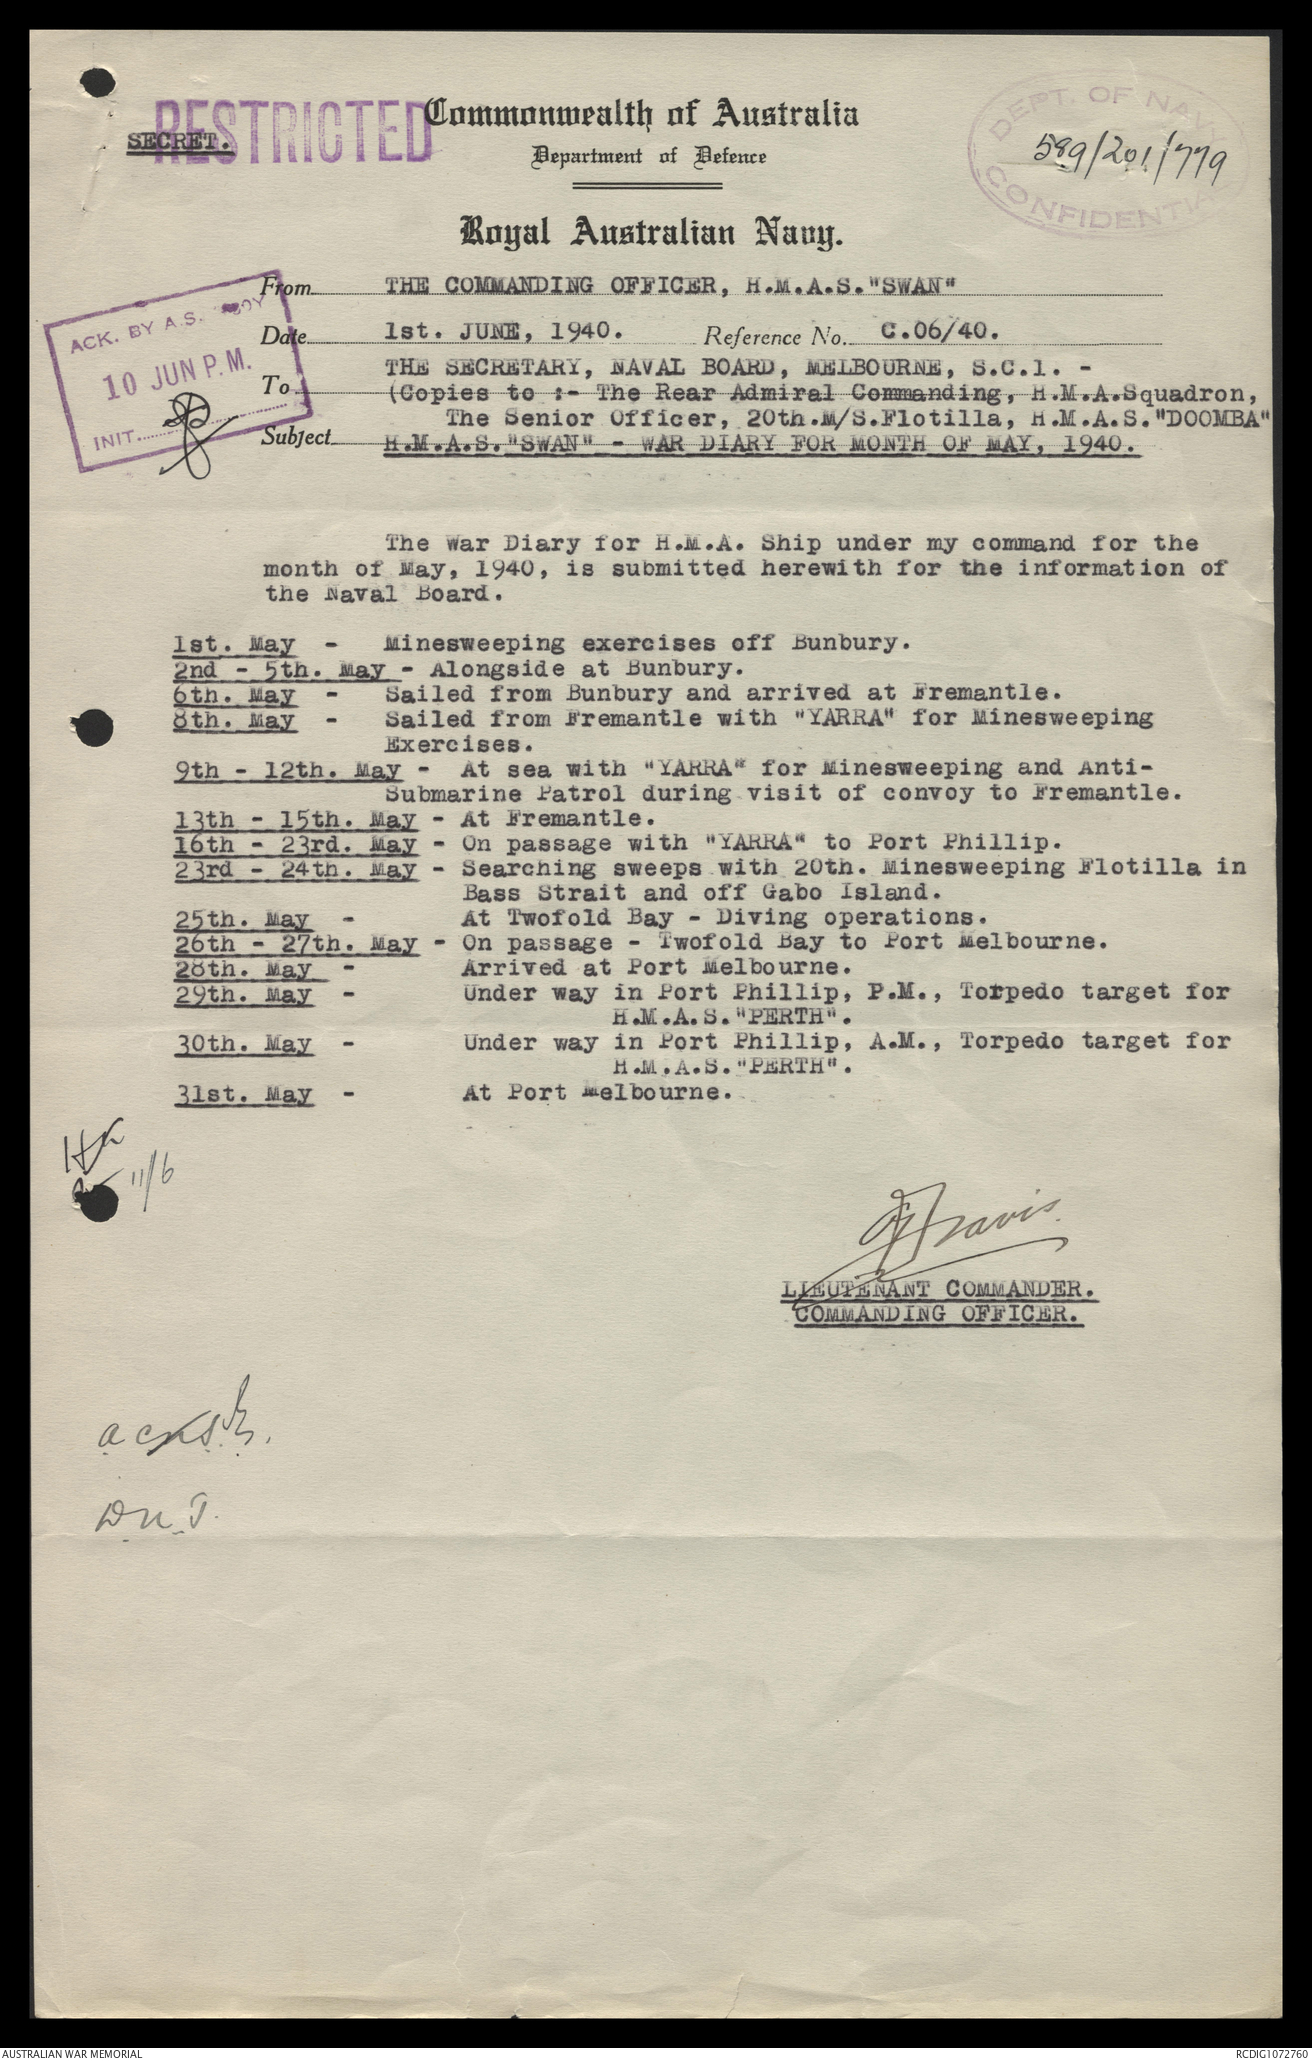 RESTRICTED
SECRET.
Commonwealth of Australia
Department of Defence
DEPT. OF NAVY
589/201/779
CONFIDENTIAL
Royal Australian Navy.
From THE COMMANDING OFFICER, H.M.A.S."SWAN"
ACK. BY A.S.
10 JUN P.M.
INIT.
Date 1st. JUNE, 1940. Reference No. C.06/40.
To THE SECRETARY, NAVAL BOARD, MELBOURNE, S.C.1. -
(Copies to :- The Rear Admiral Commanding, H.M.A.Squadron,
The Senior Officer, 20th.M/S.Flotilla, H.M.A.S."DOOMBA"
Subject H.M.A.S."SWAN" - WAR DIARY FOR MONTH OF MAY, 1940.
The War Diary for H.M.A. Ship under my command for the
month of May, 1940, is submitted herewith for the information of
the Naval Board.
1st. May - Minesweeping exercises off Bunbury.
2nd - 5th. May - Alongside at Bunbury.
6th. May - Sailed from Bunbury and arrived at Fremantle.
8th. May - Sailed from Fremantle with "YARRA" for Minesweeping
Exercises.
9th - 12th. May - At sea with "YARRA" for Minesweeping and Anti-
Submarine Patrol during visit of convoy to Fremantle.
13th - 15th. May - At Fremantle.
16th - 23rd. May - On passage with "YARRA" to Port Phillip.
23rd - 24th. May - Searching sweeps with 20th. Minesweeping Flotilla in
Bass Strait and off Gabo Island.
25th. May - At Twofold Bay - Diving operations.
26th - 27th. May - On passage - Twofold Bay to Port Melbourne.
28th. May - Arrived at Port Melbourne.
29th. May - Under way in Port Phillip, P.M., Torpedo target for
H.M.A.S."PERTH".
30th. May - Under way in Port Phillip, A.M., Torpedo target for
H.M.A.S."PERTH".
31st. May - At Port Melbourne.
11/6
Travis
LIEUTENANT COMMANDER.
COMMANDING OFFICER.
AUSTRALIAN WAR MEMORIAL
RCDIG1072760